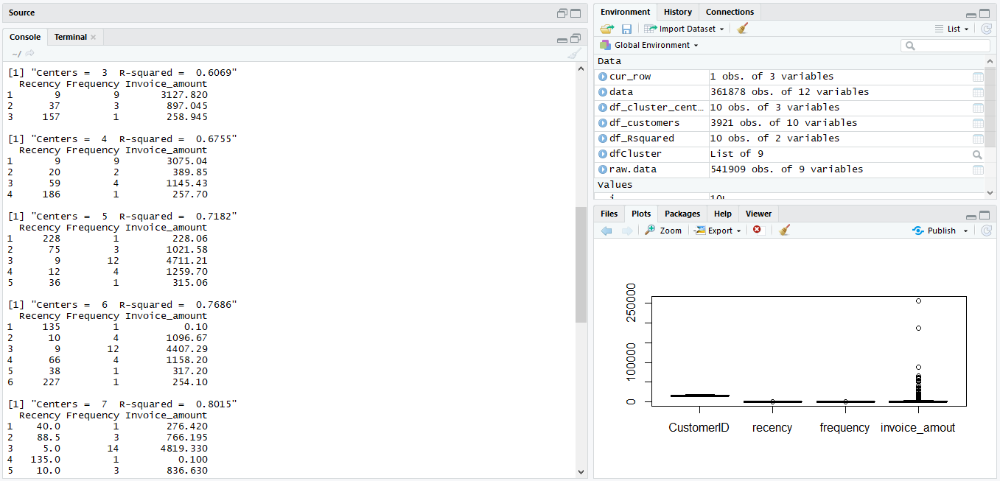 Source
Console Terminal
~/
[1] "Centers =  3  R-squared =  0.6069"
  Recency Frequency Invoice_amount
1       9         9       3127.820
2      37         3        897.045
3     157         1        258.945
[1] "Centers =  4  R-squared =  0.6755"
  Recency Frequency Invoice_amount
1       9         9        3075.04
2      20         2         389.85
3      59         4        1145.43
4     186         1         257.70
[1] "Centers =  5  R-squared =  0.7182"
  Recency Frequency Invoice_amount
1     228         1         228.06
2      75         3        1021.58
3       9        12        4711.21
4      12         4        1259.70
5      36         1         315.06
[1] "Centers =  6  R-squared =  0.7686"
  Recency Frequency Invoice_amount
1     135         1           0.10
2      10         4        1096.67
3       9        12        4407.29
4      66         4        1158.20
5      38         1         317.20
6     227         1         254.10
[1] "Centers =  7  R-squared =  0.8015"
  Recency Frequency Invoice_amount
1    40.0         1        276.420
2    88.5         3        766.195
3     5.0        14       4819.330
4   135.0         1          0.100
5    10.0         3        836.630
Environment History Connections
Import Dataset List
Global Environment
Data
cur_row 1 obs. of 3 variables
data 361878 obs. of 12 variables
df_cluster_cent… 10 obs. of 3 variables
df_customers 3921 obs. of 10 variables
df_Rsquared 10 obs. of 2 variables
dfCluster List of 9
raw.data 541909 obs. of 9 variables
Values
Files Plots Packages Help Viewer
Zoom Export Publish
250000
100000
0
CustomerID recency frequency invoice_amout